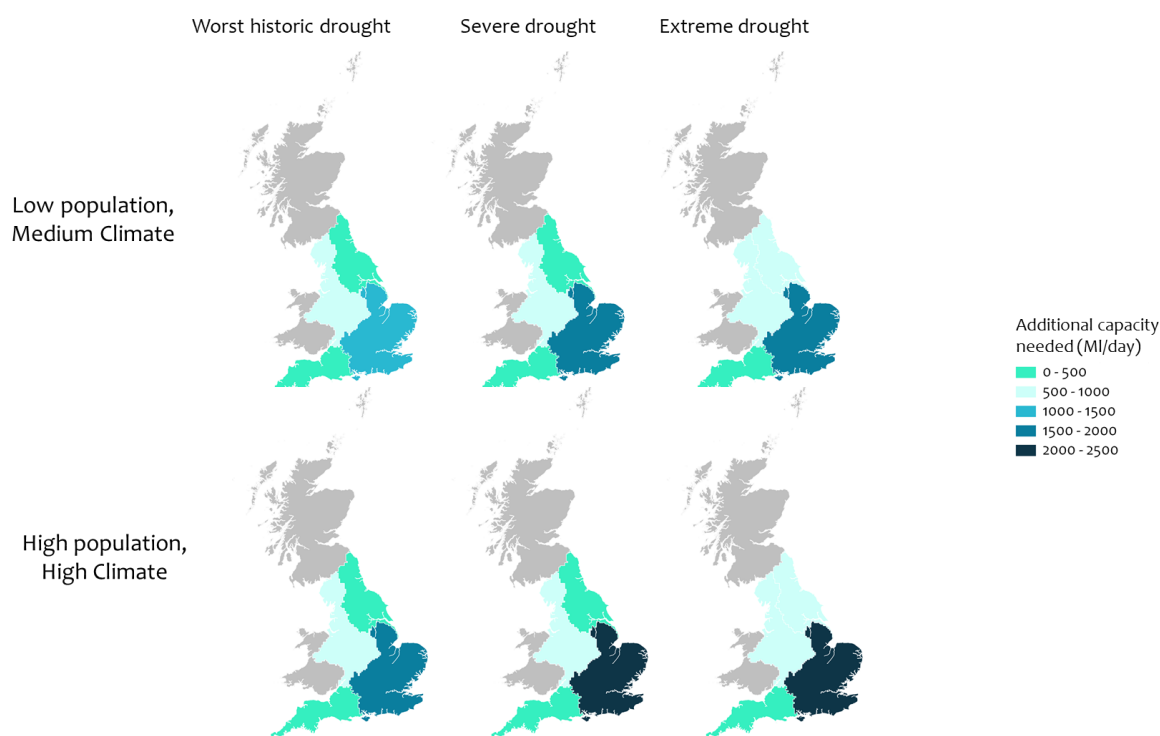 Worst historic drought
Severe drought
Extreme drought
Low population,
Medium Climate
Additional capacity
needed (Ml/day)
0 - 500
500 - 1000
1000 - 1500
1500 - 2000
2000 - 2500
High population,
High Climate